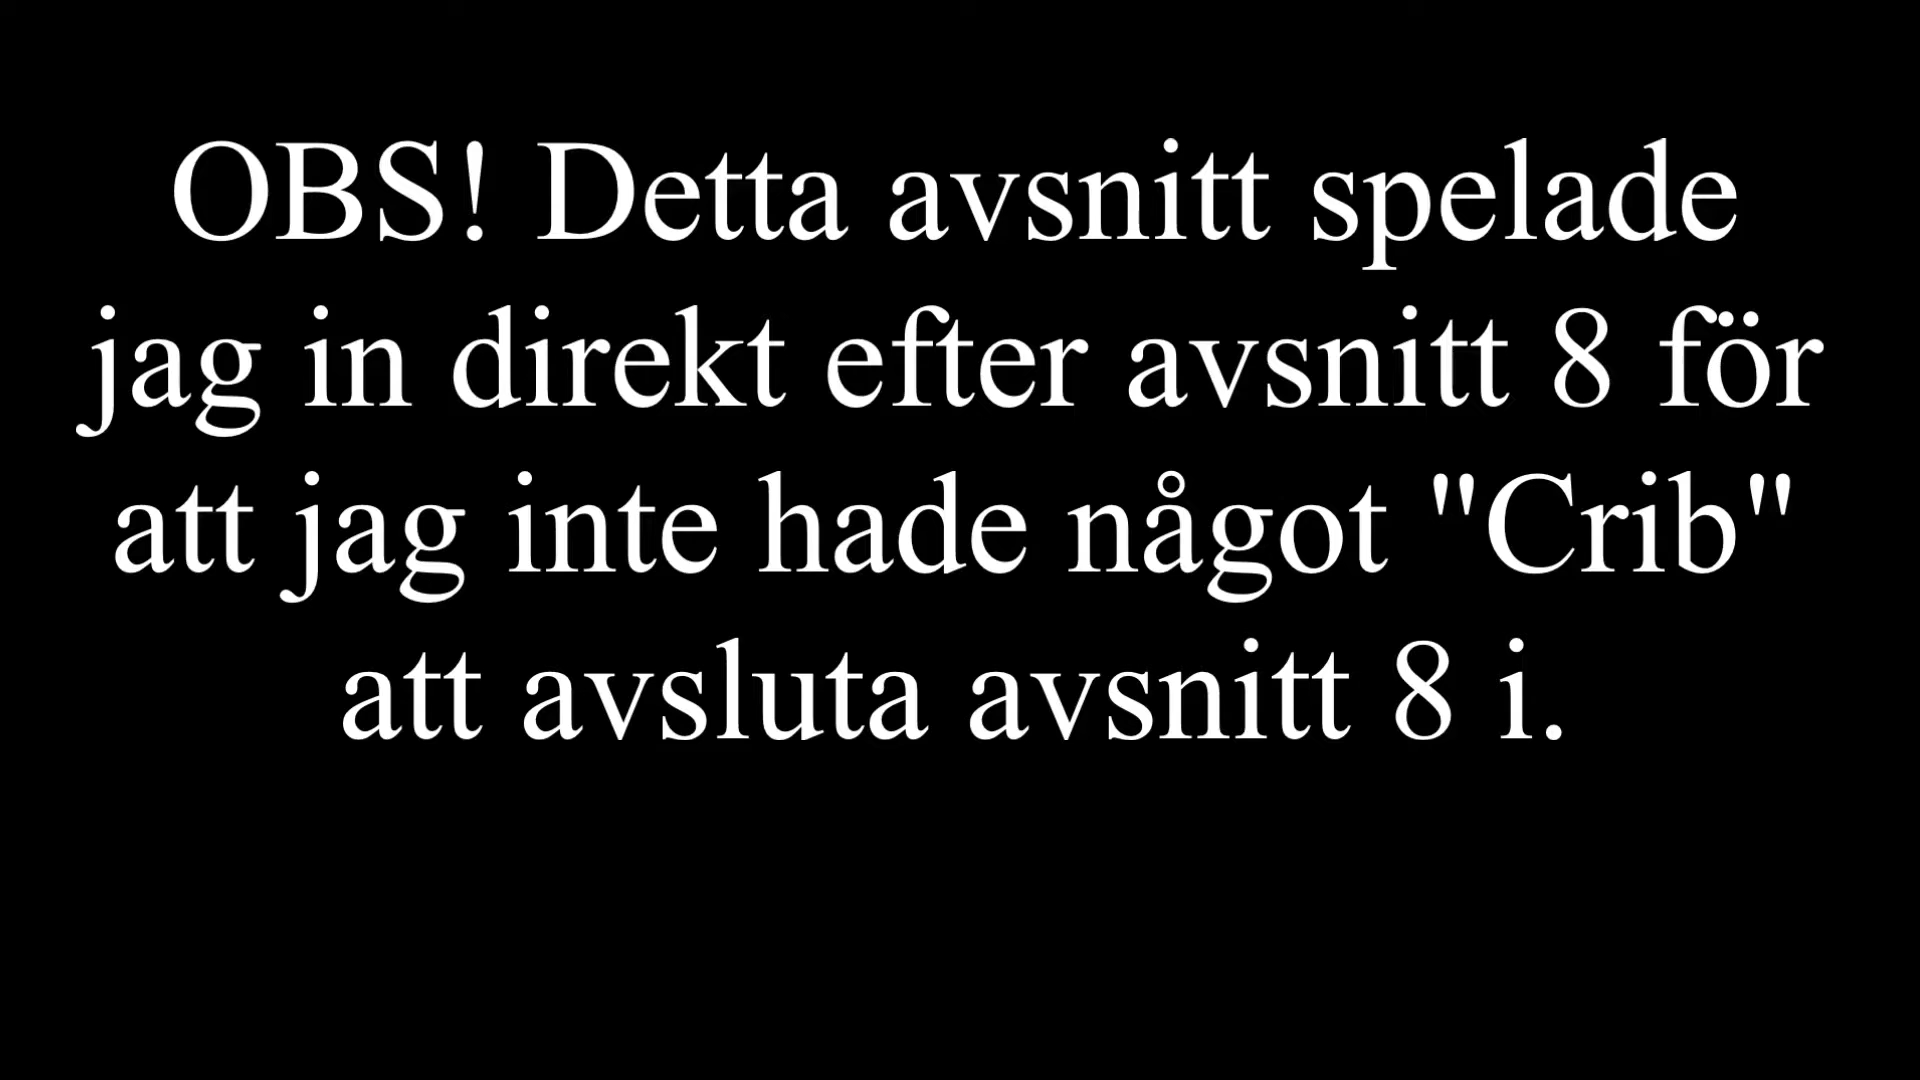 OBS! Detta avsnitt spelade
jag in direkt efter avsnitt 8 för
att jag inte hade något "Crib"
att avsluta avsnitt 8 i.